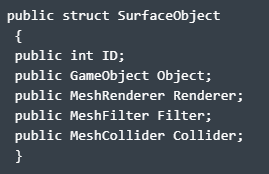 public struct SurfaceObject
{
public int ID;
public GameObject Object;
public MeshRenderer Renderer;
public MeshFilter Filter;
public MeshCollider Collider;
}